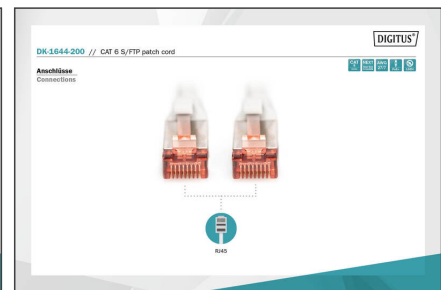 DIGITUS®
DK-1644-200 // CAT 6 S/FTP patch cord
Anschlüsse
Connections
RJ45